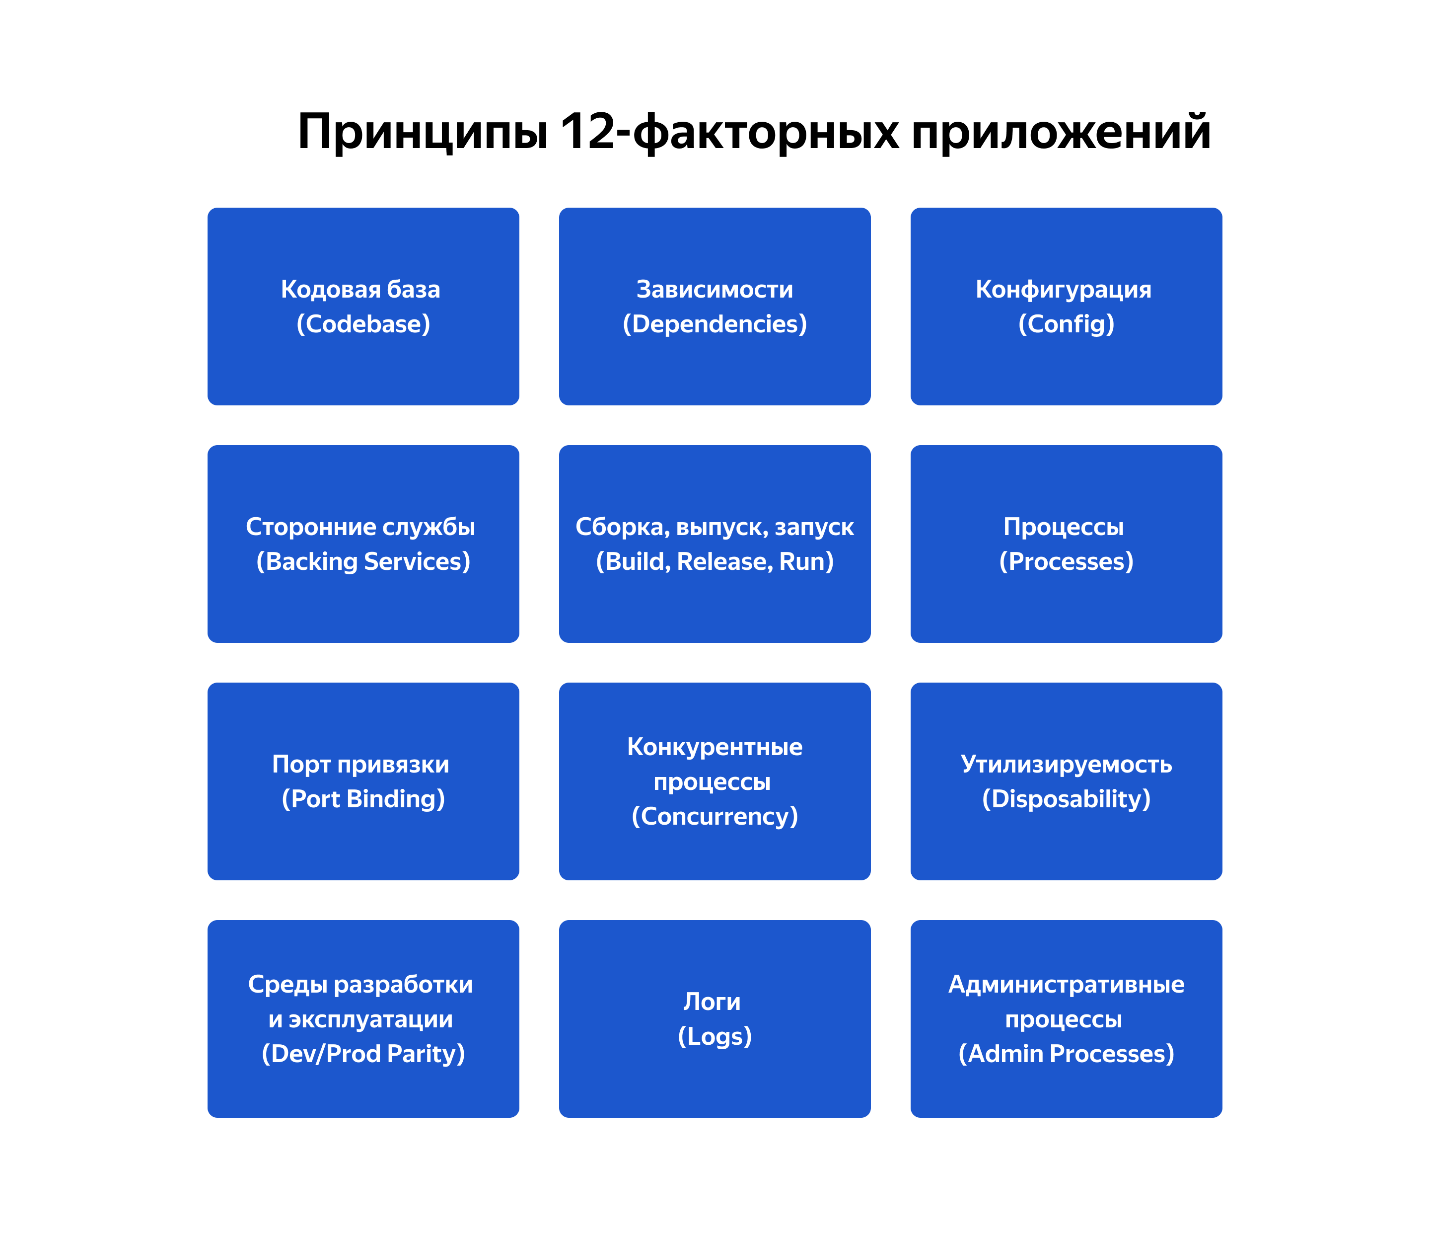 Принципы 12-факторных приложений
Кодовая база
(Codebase)
Зависимости
(Dependencies)
Конфигурация
(Config)
Сторонние службы
(Backing Services)
Сборка, выпуск, запуск
(Build, Release, Run)
Процессы
(Processes)
Порт привязки
(Port Binding)
Конкурентные
процессы
(Concurrency)
Утилизируемость
(Disposability)
Среды разработки
и эксплуатации
(Dev/Prod Parity)
Логи
(Logs)
Административные
процессы
(Admin Processes)